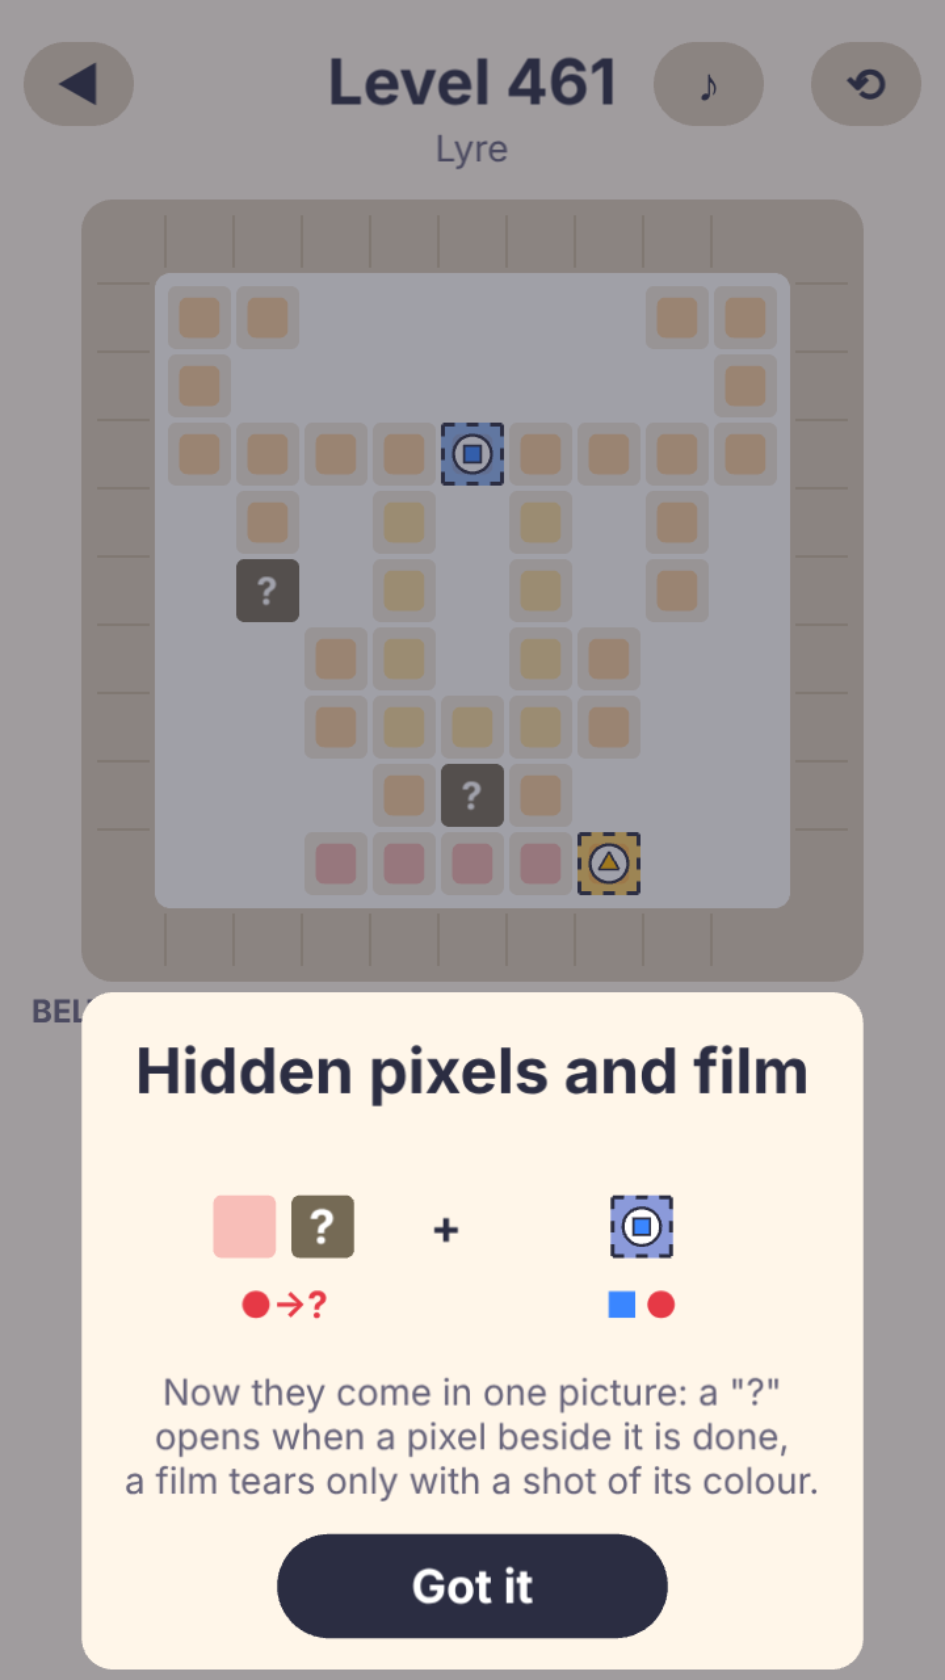 Level 461
Lyre
?
?
BEL
Hidden pixels and film
?
+
→?
Now they come in one picture: a "?"
opens when a pixel beside it is done,
a film tears only with a shot of its colour.
Got it